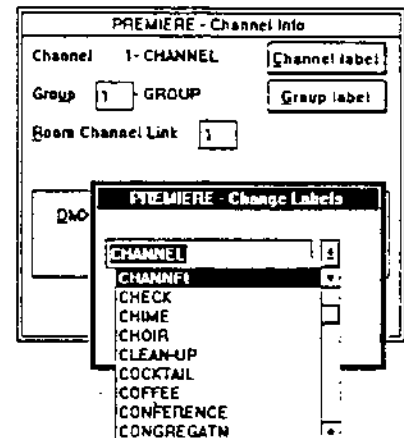 PREMIERE - Channel Info
Channel 1- CHANNEL Channel label
Group 1 - GROUP Group label
Room Channel Link 1
PREMIERE - Change Labels
CHANNEL
CHANNEL
CHECK
CHIME
CHOIR
CLEAN-UP
COCKTAIL
COFFEE
CONFERENCE
CONGREGATN